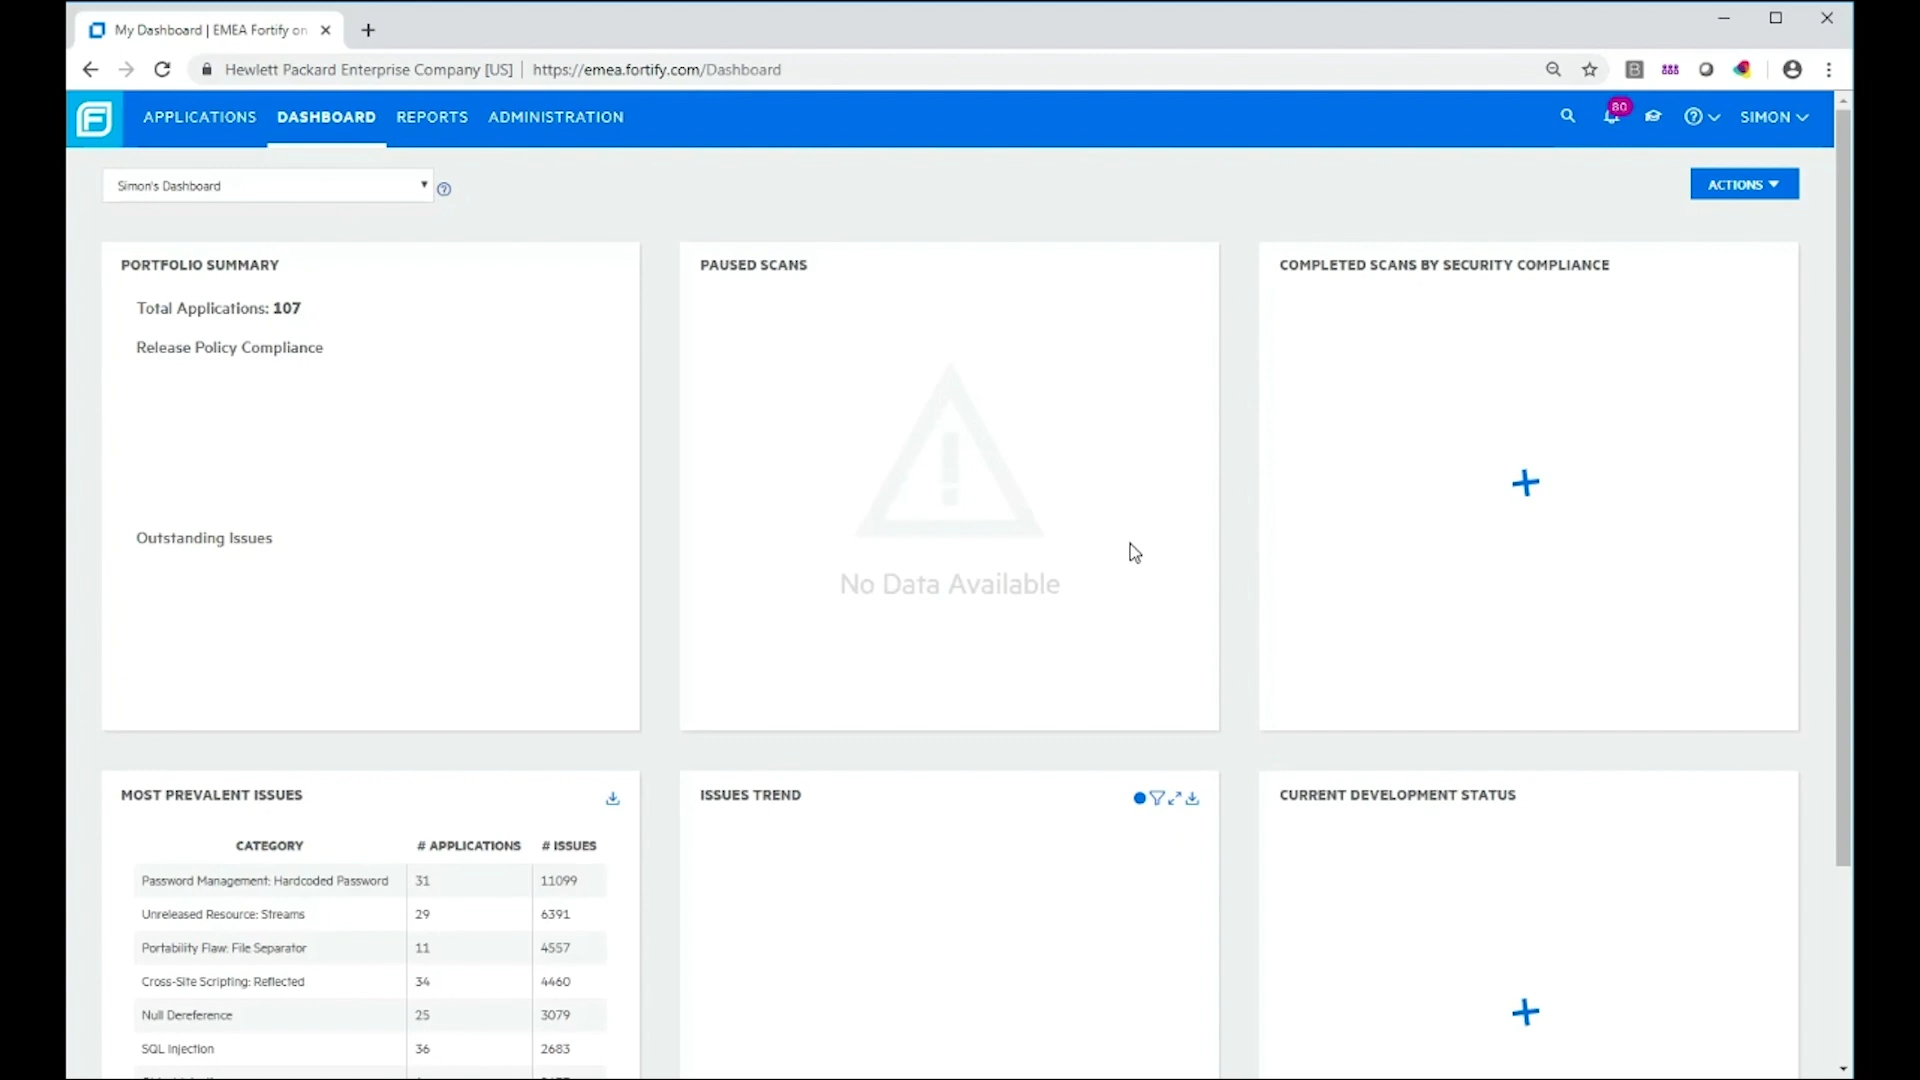 My Dashboard | EMEA Fortify on
Hewlett Packard Enterprise Company [US] | https://emea.fortify.com/Dashboard
APPLICATIONS DASHBOARD REPORTS ADMINISTRATION 80 SIMON
Simon's Dashboard
ACTIONS
PORTFOLIO SUMMARY
Total Applications: 107
Release Policy Compliance
Outstanding Issues
PAUSED SCANS
No Data Available
COMPLETED SCANS BY SECURITY COMPLIANCE
MOST PREVALENT ISSUES
CATEGORY # APPLICATIONS # ISSUES
Password Management: Hardcoded Password 31 11099
Unreleased Resource: Streams 29 6391
Portability Flaw: File Separator 11 4557
Cross-Site Scripting: Reflected 34 4460
Null Dereference 25 3079
SQL Injection 36 2683
ISSUES TREND
CURRENT DEVELOPMENT STATUS